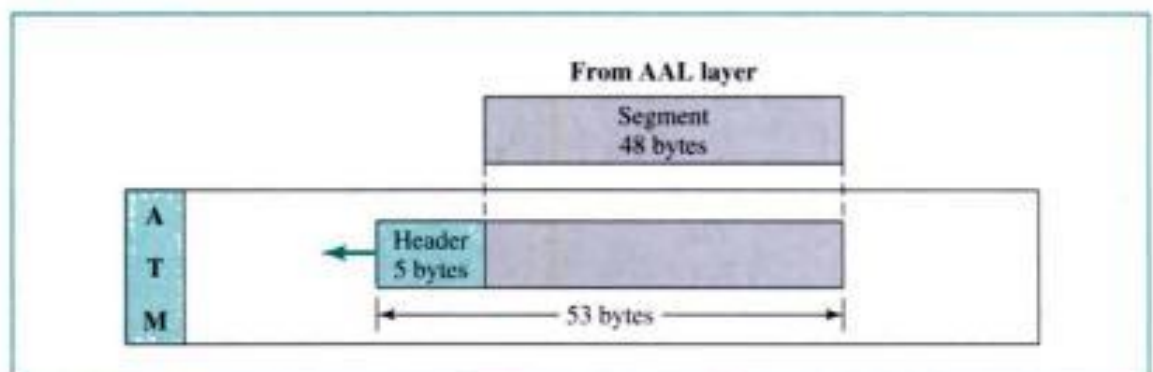 From AAL layer
Segment
48 bytes
A
T
M
Header
5 bytes
53 bytes